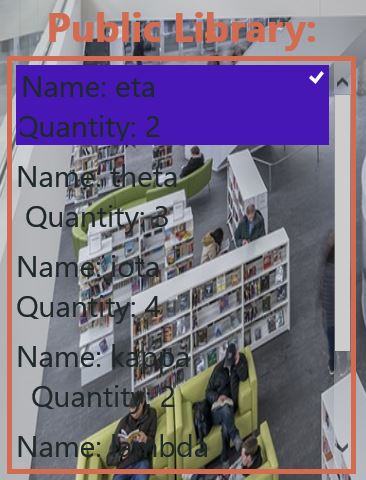 Public Library:
Name: eta
Quantity: 2
Name: theta
Quantity: 3
Name: iota
Quantity: 4
Name: kappa
Quantity: 2
Name: lambda